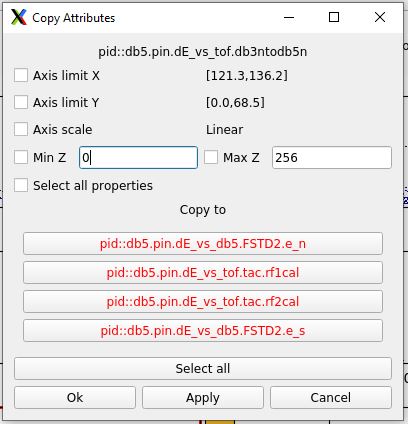 Copy Attributes
pid::db5.pin.dE_vs_tof.db3ntodb5n
Axis limit X [121.3,136.2]
Axis limit Y [0.0,68.5]
Axis scale Linear
Min Z 0 Max Z 256
Select all properties
Copy to
pid::db5.pin.dE_vs_db5.FSTD2.e_n
pid::db5.pin.dE_vs_tof.tac.rf1cal
pid::db5.pin.dE_vs_tof.tac.rf2cal
pid::db5.pin.dE_vs_db5.FSTD2.e_s
Select all
Ok Apply Cancel